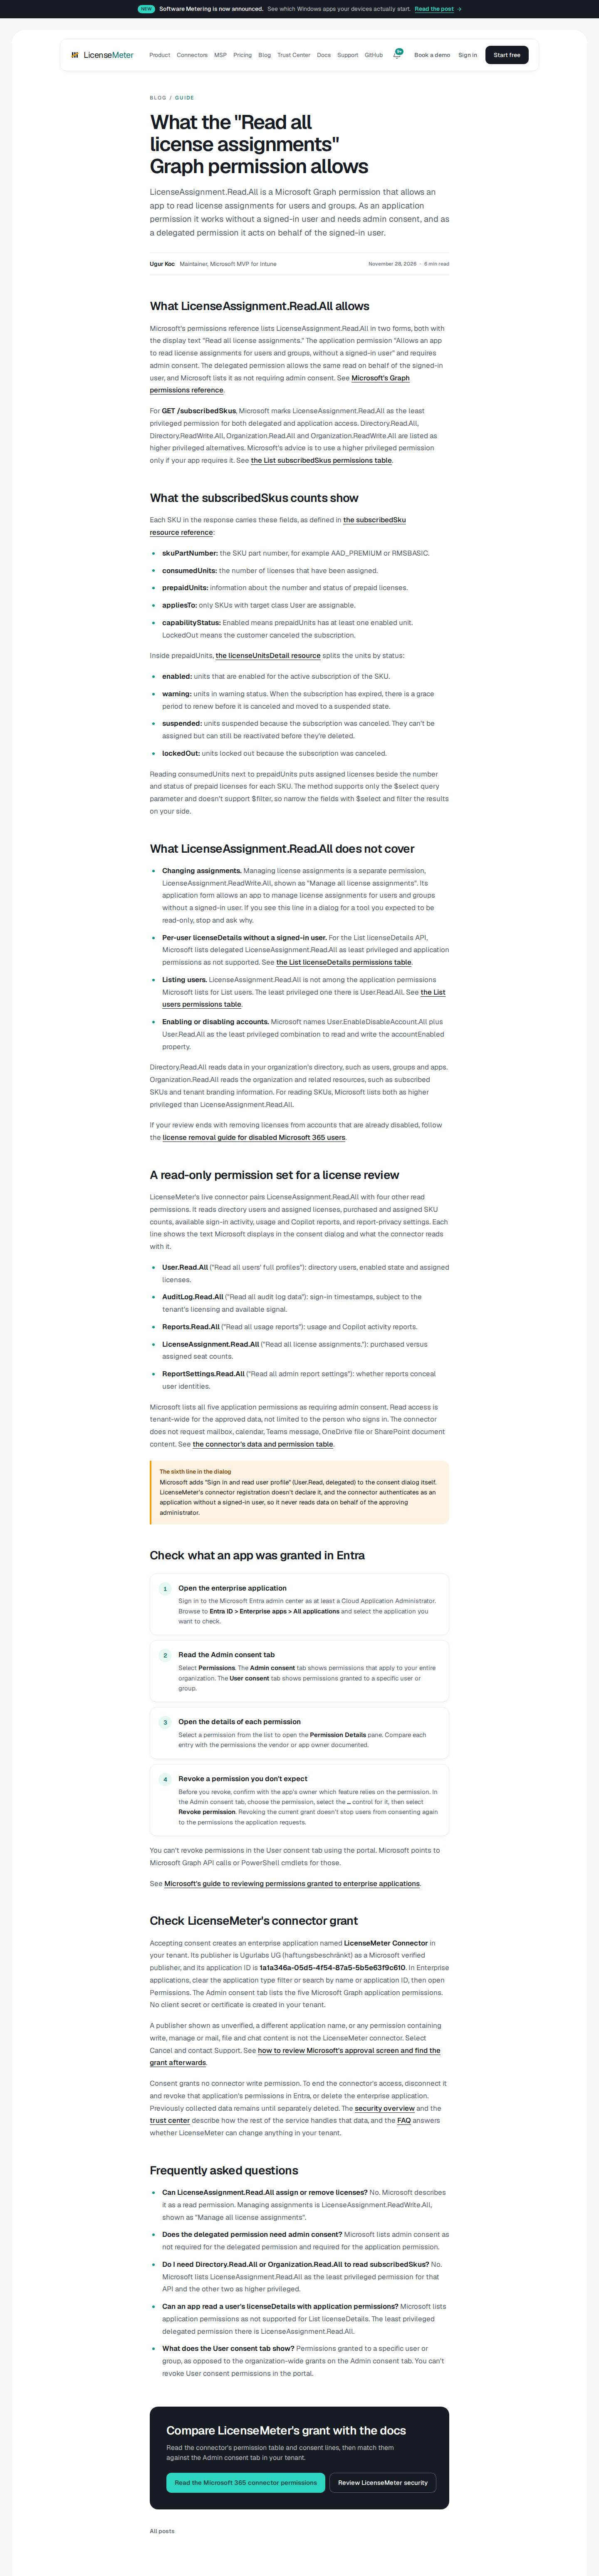 NEW Software Metering is now announced. See which Windows apps your devices actually start. Read the post →
LicenseMeter Product Connectors MSP Pricing Blog Trust Center Docs Support GitHub 9+ Book a demo Sign in Start free
BLOG / GUIDE
What the "Read all
license assignments"
Graph permission allows
LicenseAssignment.Read.All is a Microsoft Graph permission that allows an
app to read license assignments for users and groups. As an application
permission it works without a signed-in user and needs admin consent, and as
a delegated permission it acts on behalf of the signed-in user.
Ugur Koc Maintainer, Microsoft MVP for Intune November 28, 2026 · 6 min read
What LicenseAssignment.Read.All allows
Microsoft's permissions reference lists LicenseAssignment.Read.All in two forms, both with
the display text "Read all license assignments." The application permission "Allows an app
to read license assignments for users and groups, without a signed-in user" and requires
admin consent. The delegated permission allows the same read on behalf of the signed-in
user, and Microsoft lists it as not requiring admin consent. See Microsoft's Graph
permissions reference.
For GET /subscribedSkus, Microsoft marks LicenseAssignment.Read.All as the least
privileged permission for both delegated and application access. Directory.Read.All,
Directory.ReadWrite.All, Organization.Read.All and Organization.ReadWrite.All are listed as
higher privileged alternatives. Microsoft's advice is to use a higher privileged permission
only if your app requires it. See the List subscribedSkus permissions table.
What the subscribedSkus counts show
Each SKU in the response carries these fields, as defined in the subscribedSku
resource reference:
• skuPartNumber: the SKU part number, for example AAD_PREMIUM or RMSBASIC.
• consumedUnits: the number of licenses that have been assigned.
• prepaidUnits: information about the number and status of prepaid licenses.
• appliesTo: only SKUs with target class User are assignable.
• capabilityStatus: Enabled means prepaidUnits has at least one enabled unit.
LockedOut means the customer canceled the subscription.
Inside prepaidUnits, the licenseUnitsDetail resource splits the units by status:
• enabled: units that are enabled for the active subscription of the SKU.
• warning: units in warning status. When the subscription has expired, there is a grace
period to renew before it is canceled and moved to a suspended state.
• suspended: units suspended because the subscription was canceled. They can't be
assigned but can still be reactivated before they're deleted.
• lockedOut: units locked out because the subscription was canceled.
Reading consumedUnits next to prepaidUnits puts assigned licenses beside the number
and status of prepaid licenses for each SKU. The method supports only the $select query
parameter and doesn't support $filter, so narrow the fields with $select and filter the results
on your side.
What LicenseAssignment.Read.All does not cover
• Changing assignments. Managing license assignments is a separate permission,
LicenseAssignment.ReadWrite.All, shown as "Manage all license assignments". Its
application form allows an app to manage license assignments for users and groups
without a signed-in user. If you see this line in a dialog for a tool you expected to be
read-only, stop and ask why.
• Per-user licenseDetails without a signed-in user. For the List licenseDetails API,
Microsoft lists delegated LicenseAssignment.Read.All as least privileged and application
permissions as not supported. See the List licenseDetails permissions table.
• Listing users. LicenseAssignment.Read.All is not among the application permissions
Microsoft lists for List users. The least privileged one there is User.Read.All. See the List
users permissions table.
• Enabling or disabling accounts. Microsoft names User.EnableDisableAccount.All plus
User.Read.All as the least privileged combination to read and write the accountEnabled
property.
Directory.Read.All reads data in your organization's directory, such as users, groups and apps.
Organization.Read.All reads the organization and related resources, such as subscribed
SKUs and tenant branding information. For reading SKUs, Microsoft lists both as higher
privileged than LicenseAssignment.Read.All.
If your review ends with removing licenses from accounts that are already disabled, follow
the license removal guide for disabled Microsoft 365 users.
A read-only permission set for a license review
LicenseMeter's live connector pairs LicenseAssignment.Read.All with four other read
permissions. It reads directory users and assigned licenses, purchased and assigned SKU
counts, available sign-in activity, usage and Copilot reports, and report-privacy settings. Each
line shows the text Microsoft displays in the consent dialog and what the connector reads
with it.
• User.Read.All ("Read all users' full profiles"): directory users, enabled state and assigned
licenses.
• AuditLog.Read.All ("Read all audit log data"): sign-in timestamps, subject to the
tenant's licensing and available signal.
• Reports.Read.All ("Read all usage reports"): usage and Copilot activity reports.
• LicenseAssignment.Read.All ("Read all license assignments."): purchased versus
assigned seat counts.
• ReportSettings.Read.All ("Read all admin report settings"): whether reports conceal
user identities.
Microsoft lists all five application permissions as requiring admin consent. Read access is
tenant-wide for the approved data, not limited to the person who signs in. The connector
does not request mailbox, calendar, Teams message, OneDrive file or SharePoint document
content. See the connector's data and permission table.
The sixth line in the dialog
Microsoft adds "Sign in and read user profile" (User.Read, delegated) to the consent dialog itself.
LicenseMeter's connector registration doesn't declare it, and the connector authenticates as an
application without a signed-in user, so it never reads data on behalf of the approving
administrator.
Check what an app was granted in Entra
1 Open the enterprise application
Sign in to the Microsoft Entra admin center as at least a Cloud Application Administrator.
Browse to Entra ID > Enterprise apps > All applications and select the application you
want to check.
2 Read the Admin consent tab
Select Permissions. The Admin consent tab shows permissions that apply to your entire
organization. The User consent tab shows permissions granted to a specific user or
group.
3 Open the details of each permission
Select a permission from the list to open the Permission Details pane. Compare each
entry with the permissions the vendor or app owner documented.
4 Revoke a permission you don't expect
Before you revoke, confirm with the app's owner which feature relies on the permission. In
the Admin consent tab, choose the permission, select the ... control for it, then select
Revoke permission. Revoking the current grant doesn't stop users from consenting again
to the permissions the application requests.
You can't revoke permissions in the User consent tab using the portal. Microsoft points to
Microsoft Graph API calls or PowerShell cmdlets for those.
See Microsoft's guide to reviewing permissions granted to enterprise applications.
Check LicenseMeter's connector grant
Accepting consent creates an enterprise application named LicenseMeter Connector in
your tenant. Its publisher is Ugurlabs UG (haftungsbeschränkt) as a Microsoft verified
publisher, and its application ID is 1a1a346a-05d5-4f54-87a5-5b5e63f9c610. In Enterprise
applications, clear the application type filter or search by name or application ID, then open
Permissions. The Admin consent tab lists the five Microsoft Graph application permissions.
No client secret or certificate is created in your tenant.
A publisher shown as unverified, a different application name, or any permission containing
write, manage or mail, file and chat content is not the LicenseMeter connector. Select
Cancel and contact Support. See how to review Microsoft's approval screen and find the
grant afterwards.
Consent grants no connector write permission. To end the connector's access, disconnect it
and revoke that application's permissions in Entra, or delete the enterprise application.
Previously collected data remains until separately deleted. The security overview and the
trust center describe how the rest of the service handles that data, and the FAQ answers
whether LicenseMeter can change anything in your tenant.
Frequently asked questions
• Can LicenseAssignment.Read.All assign or remove licenses? No. Microsoft describes
it as a read permission. Managing assignments is LicenseAssignment.ReadWrite.All,
shown as "Manage all license assignments".
• Does the delegated permission need admin consent? Microsoft lists admin consent as
not required for the delegated permission and required for the application permission.
• Do I need Directory.Read.All or Organization.Read.All to read subscribedSkus? No.
Microsoft lists LicenseAssignment.Read.All as the least privileged permission for that
API and the other two as higher privileged.
• Can an app read a user's licenseDetails with application permissions? Microsoft lists
application permissions as not supported for List licenseDetails. The least privileged
delegated permission there is LicenseAssignment.Read.All.
• What does the User consent tab show? Permissions granted to a specific user or
group, as opposed to the organization-wide grants on the Admin consent tab. You can't
revoke User consent permissions in the portal.
Compare LicenseMeter's grant with the docs
Read the connector's permission table and consent lines, then match them
against the Admin consent tab in your tenant.
Read the Microsoft 365 connector permissions Review LicenseMeter security
All posts